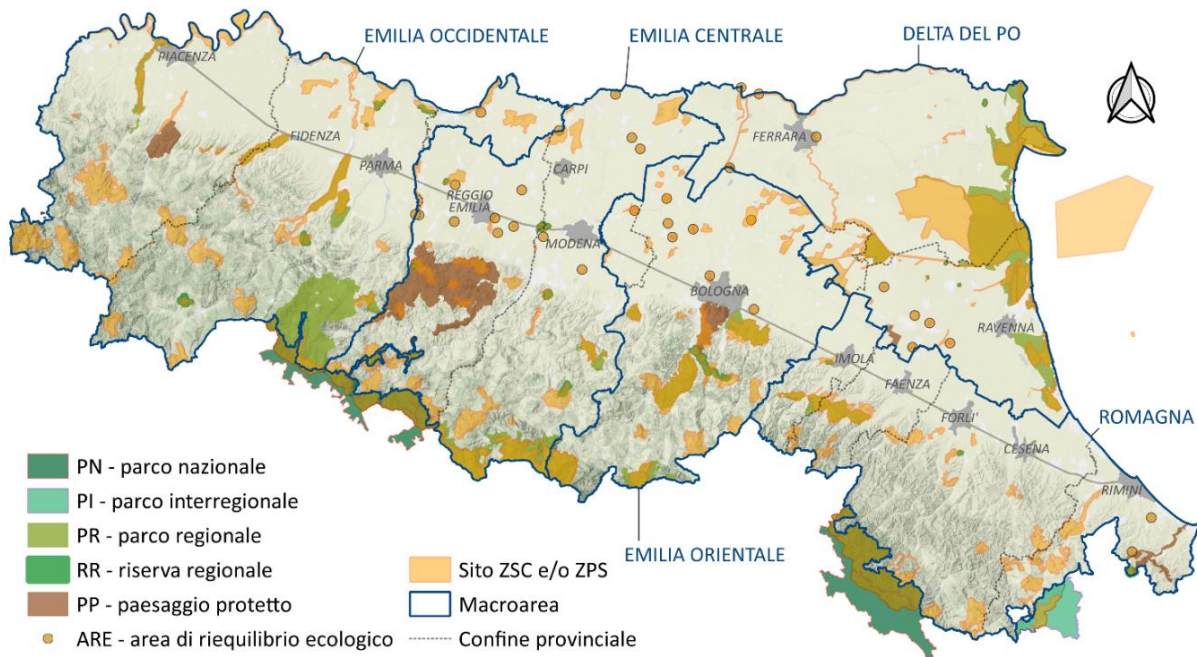 EMILIA OCCIDENTALE
EMILIA CENTRALE
DELTA DEL PO
PIACENZA
FIDENZA
PARMA
CARPI
REGGIO
EMILIA
MODENA
FERRARA
BOLOGNA
RAVENNA
IMOLA
FAENZA
FORLI'
CESENA
ROMAGNA
RIMINI
EMILIA ORIENTALE
PN - parco nazionale
PI - parco interregionale
PR - parco regionale
RR - riserva regionale
PP - paesaggio protetto
ARE - area di riequilibrio ecologico
Sito ZSC e/o ZPS
Macroarea
Confine provinciale